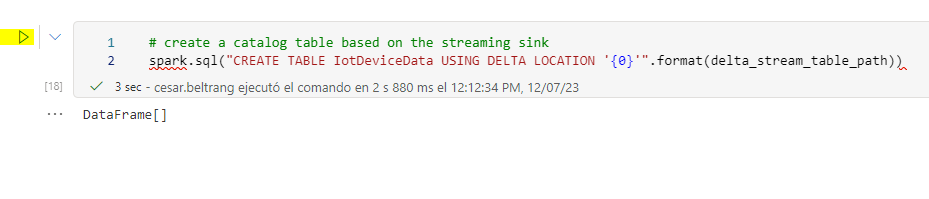 1 # create a catalog table based on the streaming sink
2 spark.sql("CREATE TABLE IotDeviceData USING DELTA LOCATION '{0}'".format(delta_stream_table_path))
[18] 3 sec - cesar.beltrang ejecutó el comando en 2 s 880 ms el 12:12:34 PM, 12/07/23
... DataFrame[]